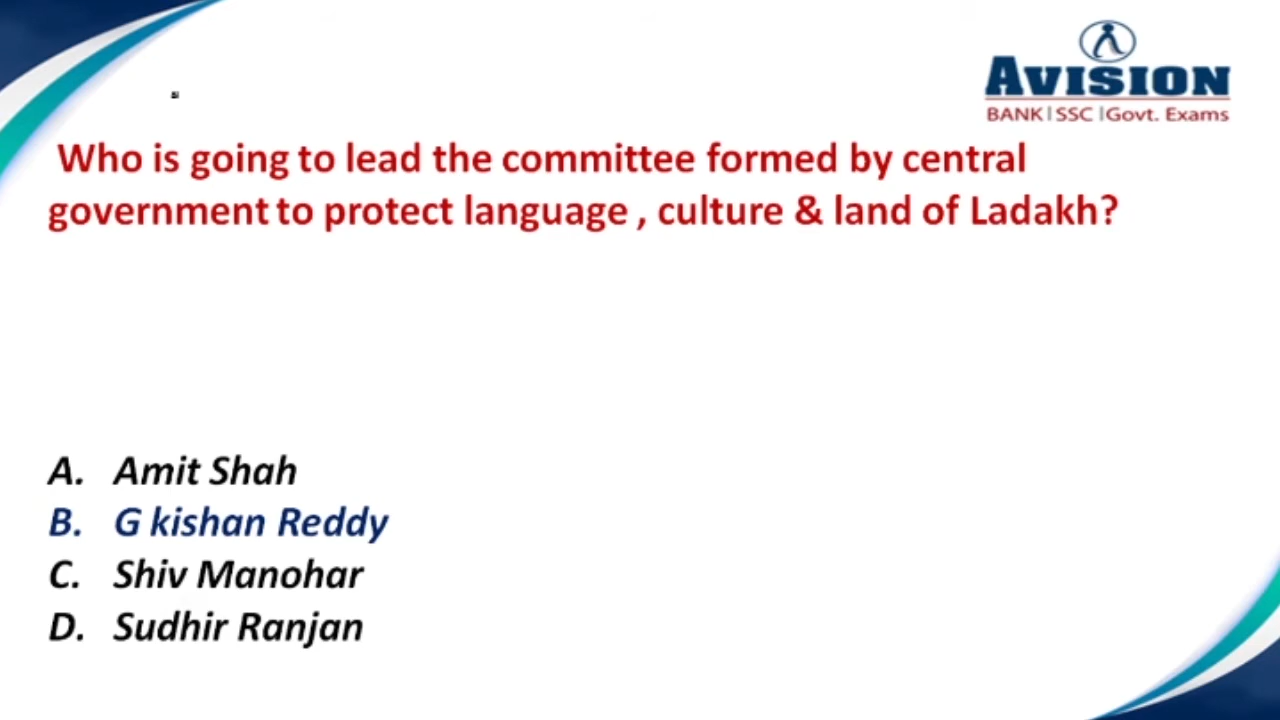 AVISION
BANK | SSC | Govt. Exams
Who is going to lead the committee formed by central
government to protect language , culture & land of Ladakh?
A. Amit Shah
B. G kishan Reddy
C. Shiv Manohar
D. Sudhir Ranjan